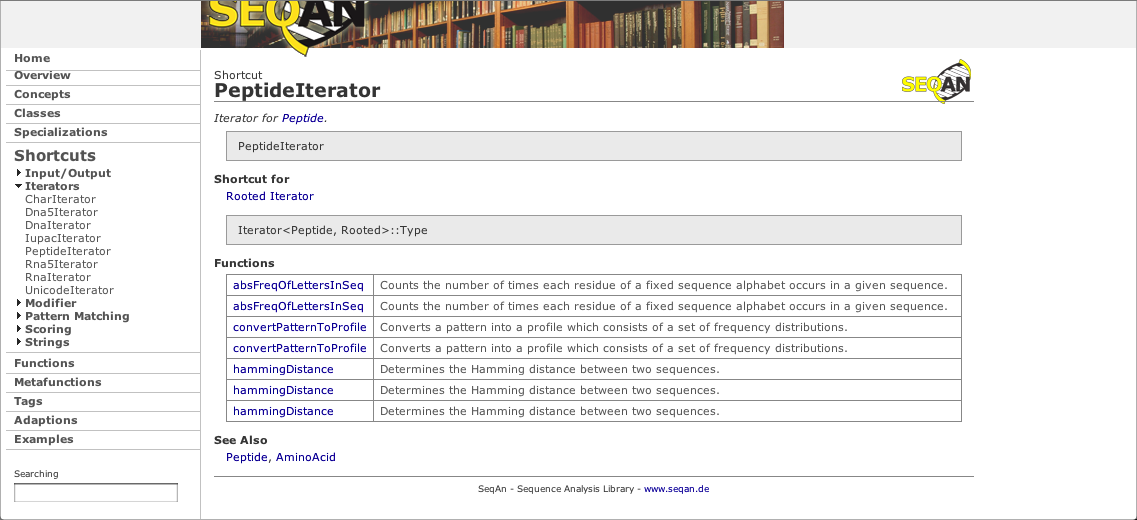 SEQAN
Home
Overview
Concepts
Classes
Specializations
Shortcuts
Input/Output
Iterators
CharIterator
Dna5Iterator
DnaIterator
IupacIterator
PeptideIterator
Rna5Iterator
RnaIterator
UnicodeIterator
Modifier
Pattern Matching
Scoring
Strings
Functions
Metafunctions
Tags
Adaptions
Examples
Searching
Shortcut
PeptideIterator
SEQAN
Iterator for Peptide.
PeptideIterator
Shortcut for
Rooted Iterator
Iterator<Peptide, Rooted>::Type
Functions
absFreqOfLettersInSeq Counts the number of times each residue of a fixed sequence alphabet occurs in a given sequence.
absFreqOfLettersInSeq Counts the number of times each residue of a fixed sequence alphabet occurs in a given sequence.
convertPatternToProfile Converts a pattern into a profile which consists of a set of frequency distributions.
convertPatternToProfile Converts a pattern into a profile which consists of a set of frequency distributions.
hammingDistance Determines the Hamming distance between two sequences.
hammingDistance Determines the Hamming distance between two sequences.
hammingDistance Determines the Hamming distance between two sequences.
See Also
Peptide, AminoAcid
SeqAn - Sequence Analysis Library - www.seqan.de